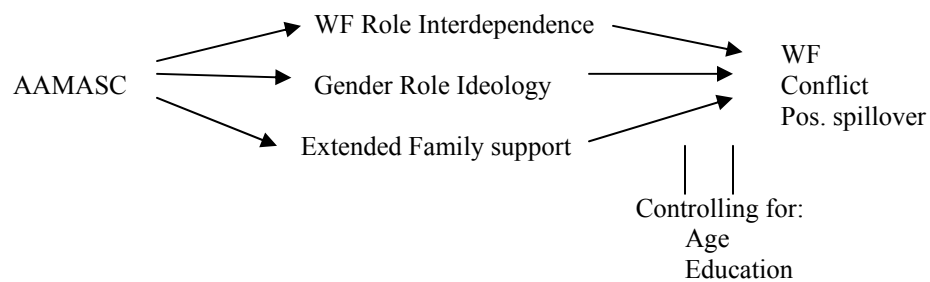 WF Role Interdependence
AAMASC
Gender Role Ideology
Extended Family support
WF
Conflict
Pos. spillover
Controlling for:
Age
Education